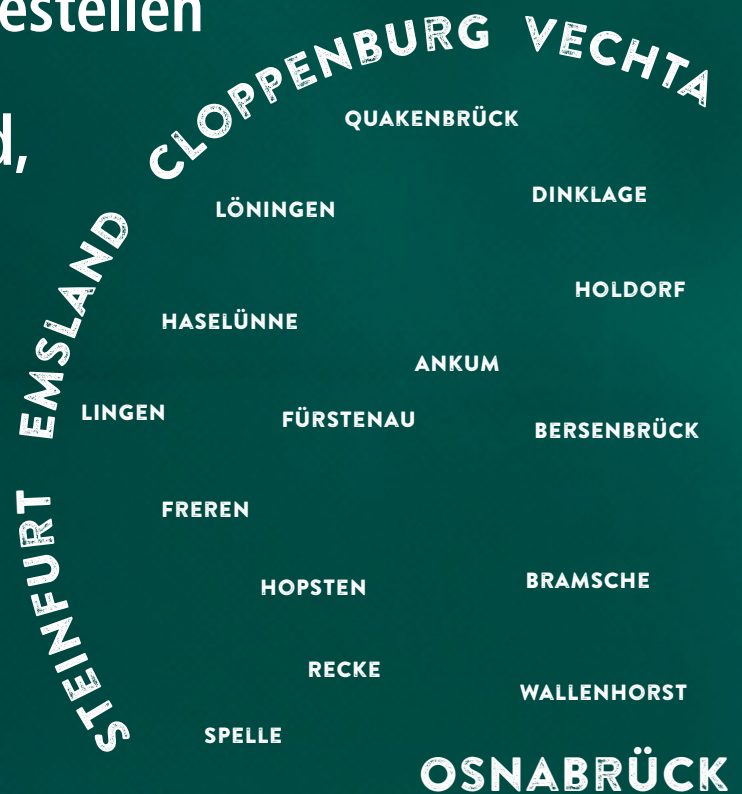 estellen
d,
CLOPPENBURG VECHTA
QUAKENBRÜCK
DINKLAGE
LÖNINGEN
HOLDORF
HASELÜNNE
ANKUM
EMSLAND
LINGEN
FÜRSTENAU
BERSENBRÜCK
FREREN
BRAMSCHE
HOPSTEN
STEINFURT
RECKE
WALLENHORST
SPELLE
OSNABRÜCK